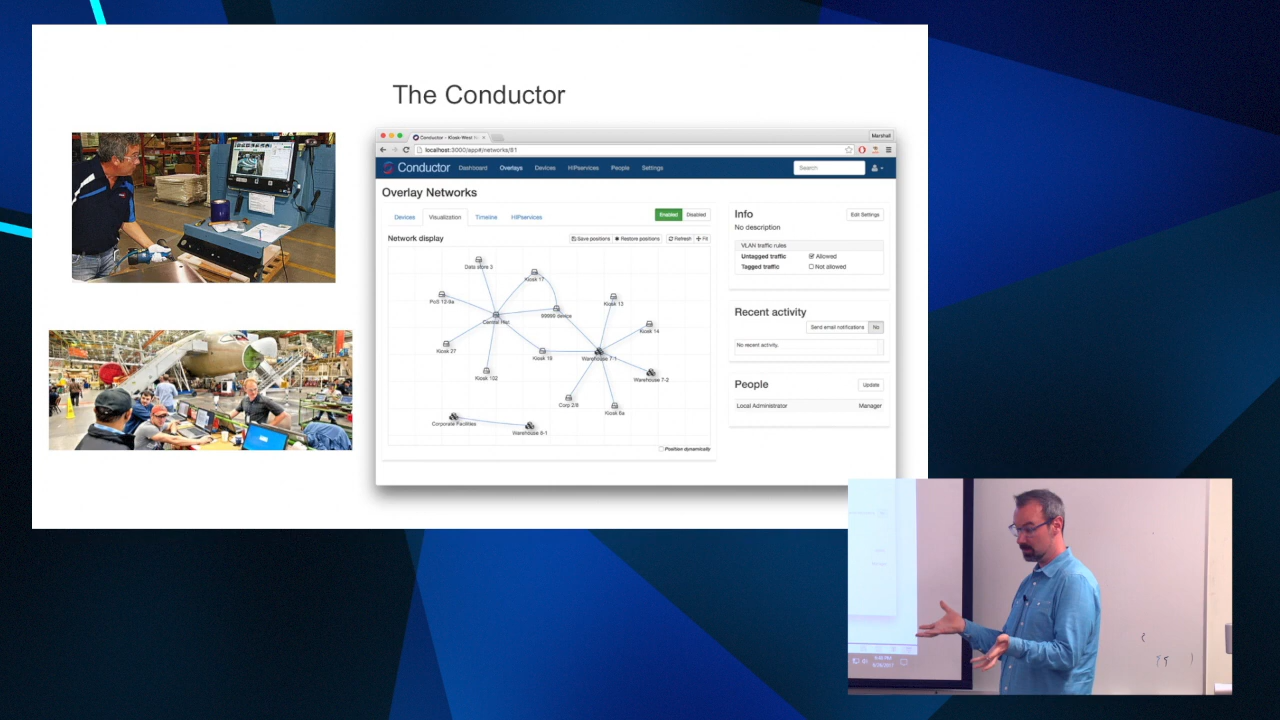 The Conductor
Conductor - Kiosk-West N
Marshall
localhost:3000/app#/networks/81
Conductor Dashboard Overlays Devices HIPservices People Settings
Search
Overlay Networks
Devices Visualization Timeline HIPservices
Enabled Disabled
Network display
Save positions Restore positions Refresh Fit
Data store 3
Kiosk 17
PoS 12-9a
Kiosk 13
99999 device
Central Hist
Kiosk 14
Kiosk 27
Kiosk 19
Warehouse 7-1
Kiosk 102
Warehouse 7-2
Corp 2/8
Kiosk 6a
Corporate Facilities
Warehouse 6-1
Position dynamically
Info
Edit Settings
No description
VLAN traffic rules
Untagged traffic Allowed
Tagged traffic Not allowed
Recent activity
Send email notifications No
No recent activity.
People
Update
Local Administrator Manager